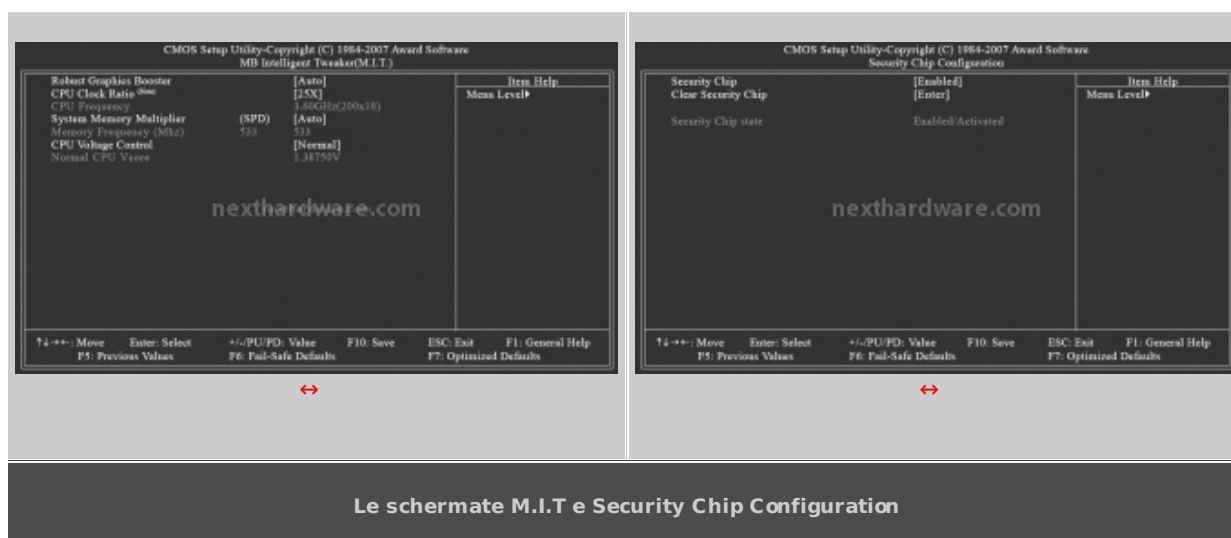 CMOS Setup Utility-Copyright (C) 1984-2007 Award Software
MB Intelligent Tweaker(M.I.T.)
Robust Graphics Booster [Auto]
CPU Clock Ratio (Note) [25X]
CPU Frequency 3.60GHz(200x18)
System Memory Multiplier (SPD) [Auto]
Memory Frequency (Mhz) 533 533
CPU Voltage Control [Normal]
Normal CPU Vcore 1.38750V
Item Help
Menu Level
nexthardware.com
↑↓→←: Move Enter: Select +/-/PU/PD: Value F10: Save ESC: Exit F1: General Help
F5: Previous Values F6: Fail-Safe Defaults F7: Optimized Defaults
↔
CMOS Setup Utility-Copyright (C) 1984-2007 Award Software
Security Chip Configuration
Security Chip [Enabled]
Clear Security Chip [Enter]
Security Chip state Enabled/Activated
Item Help
Menu Level
nexthardware.com
↑↓→←: Move Enter: Select +/-/PU/PD: Value F10: Save ESC: Exit F1: General Help
F5: Previous Values F6: Fail-Safe Defaults F7: Optimized Defaults
↔
Le schermate M.I.T e Security Chip Configuration